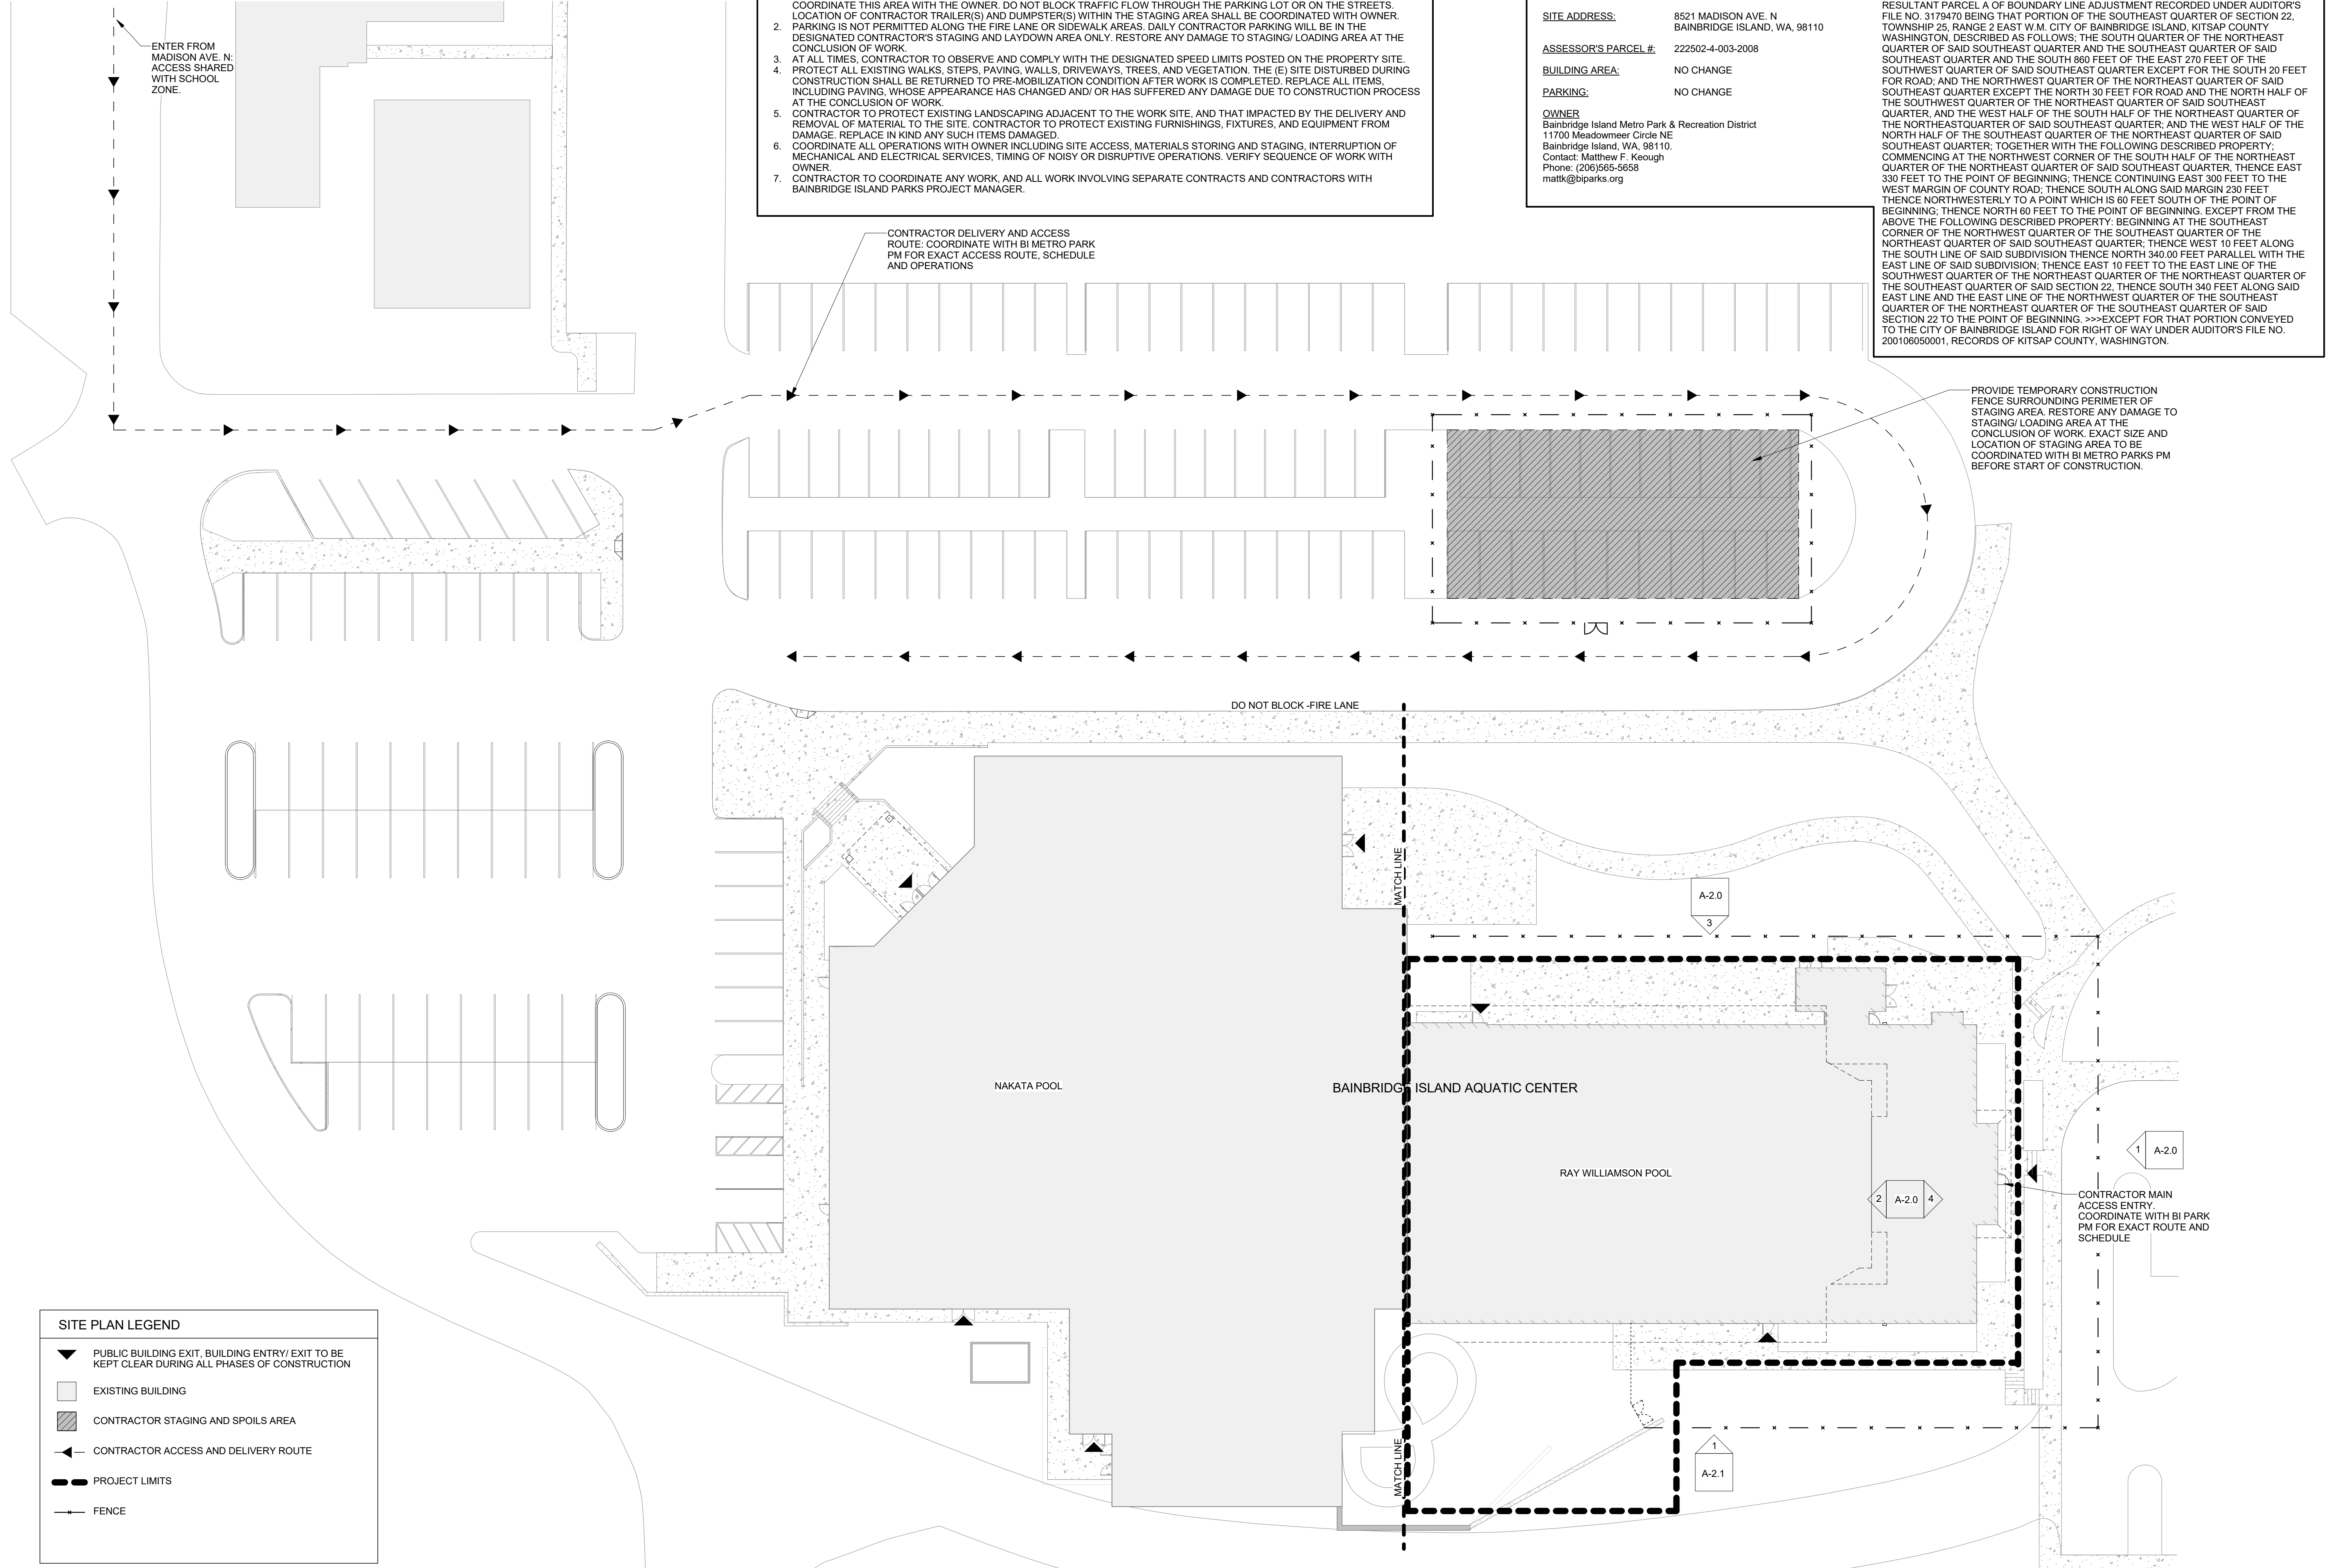 COORDINATE THIS AREA WITH THE OWNER. DO NOT BLOCK TRAFFIC FLOW THROUGH THE PARKING LOT OR ON THE STREETS.
LOCATION OF CONTRACTOR TRAILER(S) AND DUMPSTER(S) WITHIN THE STAGING AREA SHALL BE COORDINATED WITH OWNER.
2. PARKING IS NOT PERMITTED ALONG THE FIRE LANE OR SIDEWALK AREAS. DAILY CONTRACTOR PARKING WILL BE IN THE
DESIGNATED CONTRACTOR'S STAGING AND LAYDOWN AREA ONLY. RESTORE ANY DAMAGE TO STAGING/ LOADING AREA AT THE
CONCLUSION OF WORK.
3. AT ALL TIMES, CONTRACTOR TO OBSERVE AND COMPLY WITH THE DESIGNATED SPEED LIMITS POSTED ON THE PROPERTY SITE.
4. PROTECT ALL EXISTING WALKS, STEPS, PAVING, WALLS, DRIVEWAYS, TREES, AND VEGETATION. THE (E) SITE DISTURBED DURING
CONSTRUCTION SHALL BE RETURNED TO PRE-MOBILIZATION CONDITION AFTER WORK IS COMPLETED. REPLACE ALL ITEMS,
INCLUDING PAVING, WHOSE APPEARANCE HAS CHANGED AND/ OR HAS SUFFERED ANY DAMAGE DUE TO CONSTRUCTION PROCESS
AT THE CONCLUSION OF WORK.
5. CONTRACTOR TO PROTECT EXISTING LANDSCAPING ADJACENT TO THE WORK SITE, AND THAT IMPACTED BY THE DELIVERY AND
REMOVAL OF MATERIAL TO THE SITE. CONTRACTOR TO PROTECT EXISTING FURNISHINGS, FIXTURES, AND EQUIPMENT FROM
DAMAGE. REPLACE IN KIND ANY SUCH ITEMS DAMAGED.
6. COORDINATE ALL OPERATIONS WITH OWNER INCLUDING SITE ACCESS, MATERIALS STORING AND STAGING, INTERRUPTION OF
MECHANICAL AND ELECTRICAL SERVICES, TIMING OF NOISY OR DISRUPTIVE OPERATIONS. VERIFY SEQUENCE OF WORK WITH
OWNER.
7. CONTRACTOR TO COORDINATE ANY WORK, AND ALL WORK INVOLVING SEPARATE CONTRACTS AND CONTRACTORS WITH
BAINBRIDGE ISLAND PARKS PROJECT MANAGER.
SITE ADDRESS: 8521 MADISON AVE. N
BAINBRIDGE ISLAND, WA, 98110
ASSESSOR'S PARCEL #: 222502-4-003-2008
BUILDING AREA: NO CHANGE
PARKING: NO CHANGE
OWNER
Bainbridge Island Metro Park & Recreation District
11700 Meadowmeer Circle NE
Bainbridge Island, WA, 98110.
Contact: Matthew F. Keough
Phone: (206)565-5658
mattk@biparks.org
RESULTANT PARCEL A OF BOUNDARY LINE ADJUSTMENT RECORDED UNDER AUDITOR'S
FILE NO. 3179470 BEING THAT PORTION OF THE SOUTHEAST QUARTER OF SECTION 22,
TOWNSHIP 25, RANGE 2 EAST W.M. CITY OF BAINBRIDGE ISLAND, KITSAP COUNTY
WASHINGTON, DESCRIBED AS FOLLOWS; THE SOUTH QUARTER OF THE NORTHEAST
QUARTER OF SAID SOUTHEAST QUARTER AND THE SOUTHEAST QUARTER OF SAID
SOUTHEAST QUARTER AND THE SOUTH 860 FEET OF THE EAST 270 FEET OF THE
SOUTHWEST QUARTER OF SAID SOUTHEAST QUARTER EXCEPT FOR THE SOUTH 20 FEET
FOR ROAD; AND THE NORTHWEST QUARTER OF THE NORTHEAST QUARTER OF SAID
SOUTHEAST QUARTER EXCEPT THE NORTH 30 FEET FOR ROAD AND THE NORTH HALF OF
THE SOUTHWEST QUARTER OF THE NORTHEAST QUARTER OF SAID SOUTHEAST
QUARTER, AND THE WEST HALF OF THE SOUTH HALF OF THE NORTHEAST QUARTER OF
THE NORTHEASTQUARTER OF SAID SOUTHEAST QUARTER; AND THE WEST HALF OF THE
NORTH HALF OF THE SOUTHEAST QUARTER OF THE NORTHEAST QUARTER OF SAID
SOUTHEAST QUARTER; TOGETHER WITH THE FOLLOWING DESCRIBED PROPERTY;
COMMENCING AT THE NORTHWEST CORNER OF THE SOUTH HALF OF THE NORTHEAST
QUARTER OF THE NORTHEAST QUARTER OF SAID SOUTHEAST QUARTER, THENCE EAST
330 FEET TO THE POINT OF BEGINNING; THENCE CONTINUING EAST 300 FEET TO THE
WEST MARGIN OF COUNTY ROAD; THENCE SOUTH ALONG SAID MARGIN 230 FEET
THENCE NORTHWESTERLY TO A POINT WHICH IS 60 FEET SOUTH OF THE POINT OF
BEGINNING; THENCE NORTH 60 FEET TO THE POINT OF BEGINNING. EXCEPT FROM THE
ABOVE THE FOLLOWING DESCRIBED PROPERTY: BEGINNING AT THE SOUTHEAST
CORNER OF THE NORTHWEST QUARTER OF THE SOUTHEAST QUARTER OF THE
NORTHEAST QUARTER OF SAID SOUTHEAST QUARTER; THENCE WEST 10 FEET ALONG
THE SOUTH LINE OF SAID SUBDIVISION THENCE NORTH 340.00 FEET PARALLEL WITH THE
EAST LINE OF SAID SUBDIVISION; THENCE EAST 10 FEET TO THE EAST LINE OF THE
SOUTHWEST QUARTER OF THE NORTHEAST QUARTER OF THE NORTHEAST QUARTER OF
THE SOUTHEAST QUARTER OF SAID SECTION 22, THENCE SOUTH 340 FEET ALONG SAID
EAST LINE AND THE EAST LINE OF THE NORTHWEST QUARTER OF THE SOUTHEAST
QUARTER OF THE NORTHEAST QUARTER OF THE SOUTHEAST QUARTER OF SAID
SECTION 22 TO THE POINT OF BEGINNING. >>>EXCEPT FOR THAT PORTION CONVEYED
TO THE CITY OF BAINBRIDGE ISLAND FOR RIGHT OF WAY UNDER AUDITOR'S FILE NO.
200106050001, RECORDS OF KITSAP COUNTY, WASHINGTON.
ENTER FROM
MADISON AVE. N:
ACCESS SHARED
WITH SCHOOL
ZONE.
CONTRACTOR DELIVERY AND ACCESS
ROUTE: COORDINATE WITH BI METRO PARK
PM FOR EXACT ACCESS ROUTE, SCHEDULE
AND OPERATIONS
PROVIDE TEMPORARY CONSTRUCTION
FENCE SURROUNDING PERIMETER OF
STAGING AREA. RESTORE ANY DAMAGE TO
STAGING/ LOADING AREA AT THE
CONCLUSION OF WORK. EXACT SIZE AND
LOCATION OF STAGING AREA TO BE
COORDINATED WITH BI METRO PARKS PM
BEFORE START OF CONSTRUCTION.
DO NOT BLOCK -FIRE LANE
MATCH LINE
A-2.0
3
NAKATA POOL
BAINBRIDGE ISLAND AQUATIC CENTER
RAY WILLIAMSON POOL
1 A-2.0
2 A-2.0 4
CONTRACTOR MAIN
ACCESS ENTRY.
COORDINATE WITH BI PARK
PM FOR EXACT ROUTE AND
SCHEDULE
MATCH LINE
1
A-2.1
SITE PLAN LEGEND
PUBLIC BUILDING EXIT, BUILDING ENTRY/ EXIT TO BE
KEPT CLEAR DURING ALL PHASES OF CONSTRUCTION
EXISTING BUILDING
CONTRACTOR STAGING AND SPOILS AREA
CONTRACTOR ACCESS AND DELIVERY ROUTE
PROJECT LIMITS
FENCE